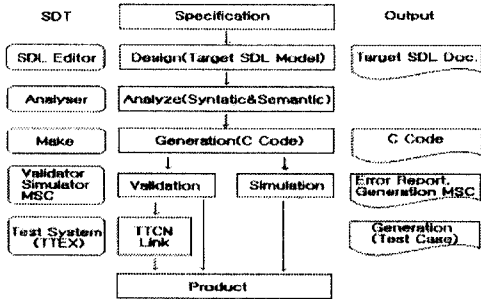 SDT Specification Output
SDL Editor Design(Target SDL Model) Target SDL Doc.
Analyser Analyze(Syntatic&Semantic)
Make Generation(C Code) C Code
Validator
Simulator
MSC
Validation Simulation
Error Report.
Generation MSC
Test System
(TTEX)
TTCN
Link
Generation
(Test Case)
Product